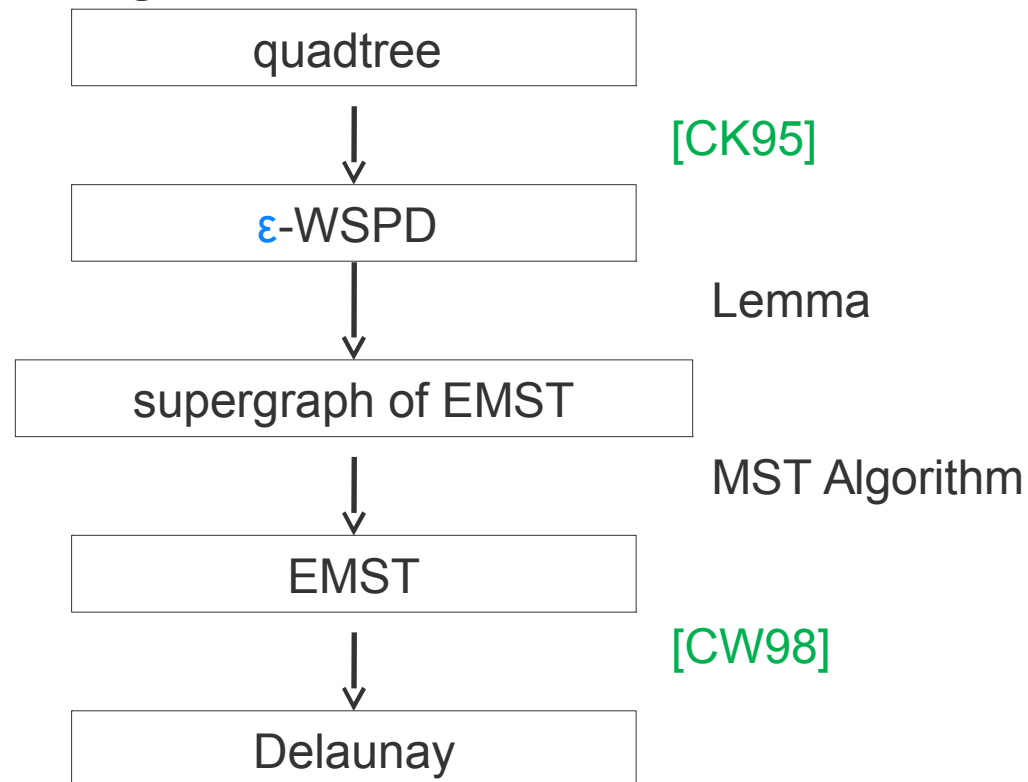 quadtree
[CK95]
ε-WSPD
Lemma
supergraph of EMST
MST Algorithm
EMST
[CW98]
Delaunay